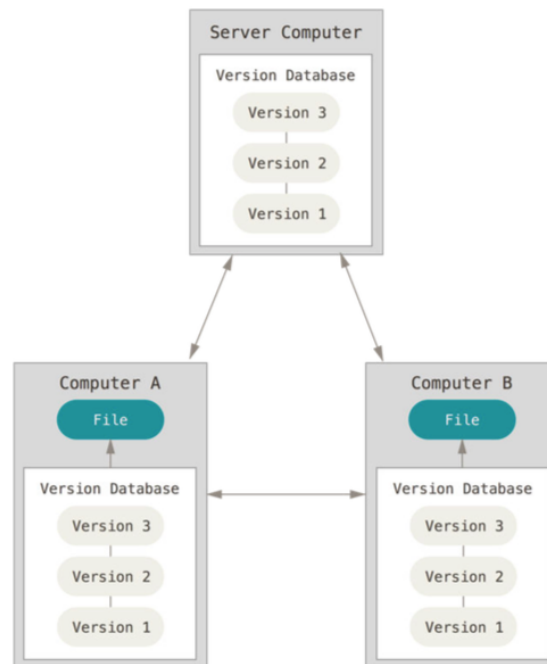 Server Computer
Version Database
Version 3
Version 2
Version 1
Computer A
File
Version Database
Version 3
Version 2
Version 1
Computer B
File
Version Database
Version 3
Version 2
Version 1